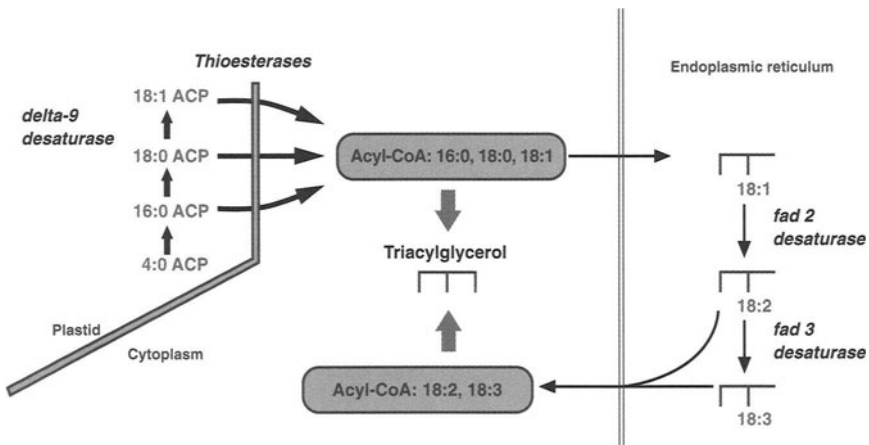 Thioesterases
Endoplasmic reticulum
18:1 ACP
delta-9
desaturase
18:0 ACP
Acyl-CoA: 16:0, 18:0, 18:1
18:1
16:0 ACP
fad 2
desaturase
Triacylglycerol
4:0 ACP
18:2
Plastid
fad 3
desaturase
Cytoplasm
Acyl-CoA: 18:2, 18:3
18:3